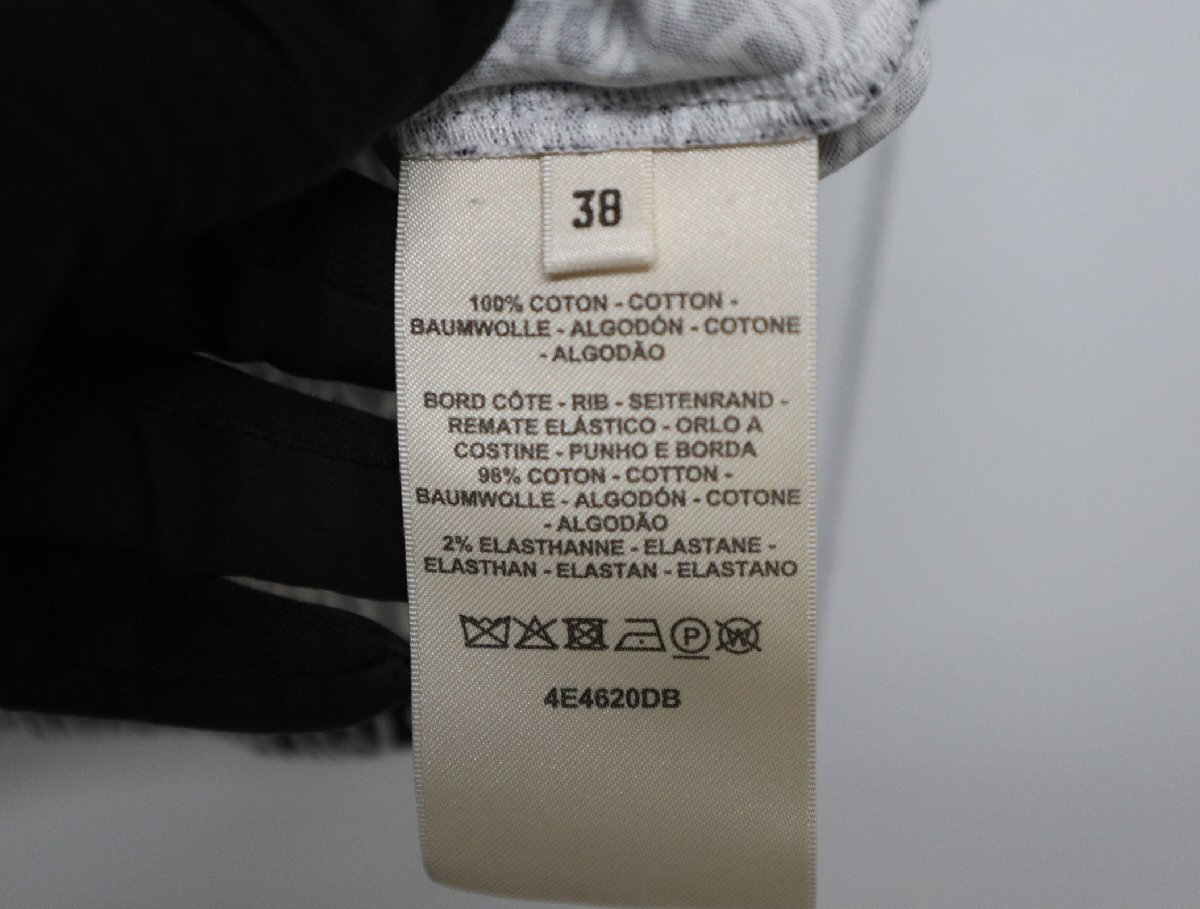 38
100% COTON - COTTON -
BAUMWOLLE - ALGODÓN - COTONE
- ALGODÃO
BORD CÔTE - RIB - SEITENRAND -
REMATE ELÁSTICO - ORLO A
COSTINE - PUNHO E BORDA
98% COTON - COTTON -
BAUMWOLLE - ALGODÓN - COTONE
- ALGODÃO
2% ELASTHANNE - ELASTANE -
ELASTHAN - ELASTAN - ELASTANO
P W
4E4620DB